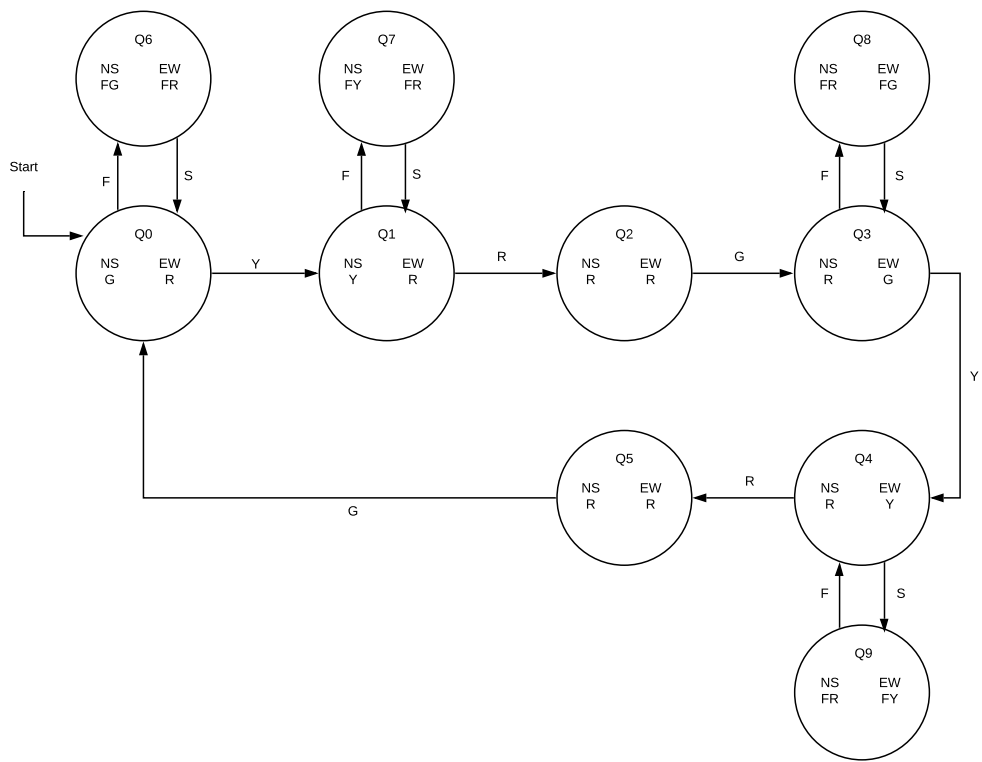 Q6
NS EW
FG FR
Q7
NS EW
FY FR
Q8
NS EW
FR FG
Start
F
S
F
S
F
S
Q0
NS EW
G R
Y
Q1
NS EW
Y R
R
Q2
NS EW
R R
G
Q3
NS EW
R G
Y
Q5
NS EW
R R
R
Q4
NS EW
R Y
G
F
S
Q9
NS EW
FR FY